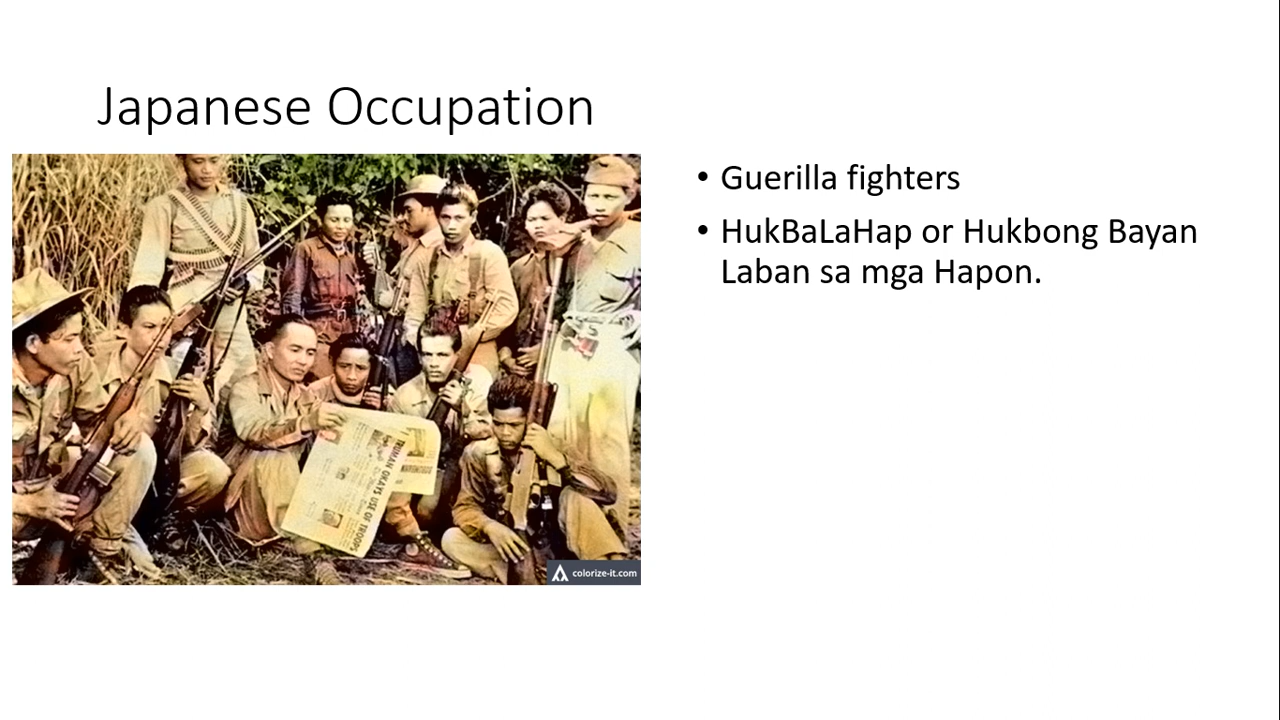 Japanese Occupation
• Guerilla fighters
• HukBaLaHap or Hukbong Bayan
Laban sa mga Hapon.
TRUMAN OKAYS USE OF TROOPS
colorize-it.com